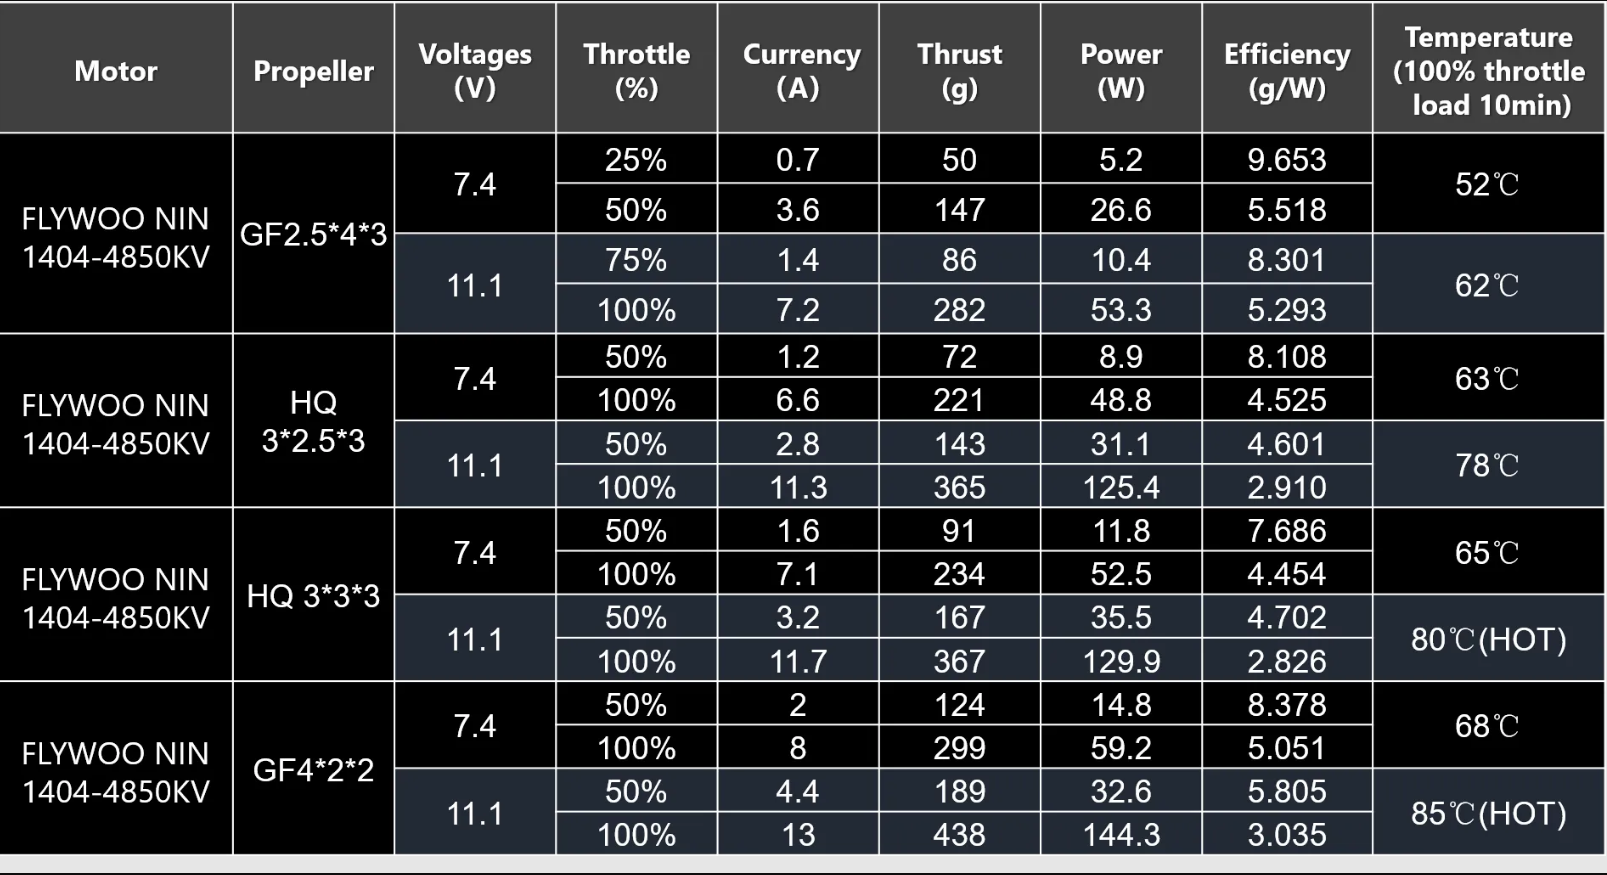 Motor Propeller Voltages (V) Throttle (%) Currency (A) Thrust (g) Power (W) Efficiency (g/W) Temperature (100% throttle load 10min)
FLYWOO NIN 1404-4850KV GF2.5*4*3 7.4 25% 0.7 50 5.2 9.653 52℃
50% 3.6 147 26.6 5.518
11.1 75% 1.4 86 10.4 8.301 62℃
100% 7.2 282 53.3 5.293
FLYWOO NIN 1404-4850KV HQ 3*2.5*3 7.4 50% 1.2 72 8.9 8.108 63℃
100% 6.6 221 48.8 4.525
11.1 50% 2.8 143 31.1 4.601 78℃
100% 11.3 365 125.4 2.910
FLYWOO NIN 1404-4850KV HQ 3*3*3 7.4 50% 1.6 91 11.8 7.686 65℃
100% 7.1 234 52.5 4.454
11.1 50% 3.2 167 35.5 4.702 80℃(HOT)
100% 11.7 367 129.9 2.826
FLYWOO NIN 1404-4850KV GF4*2*2 7.4 50% 2 124 14.8 8.378 68℃
100% 8 299 59.2 5.051
11.1 50% 4.4 189 32.6 5.805 85℃(HOT)
100% 13 438 144.3 3.035